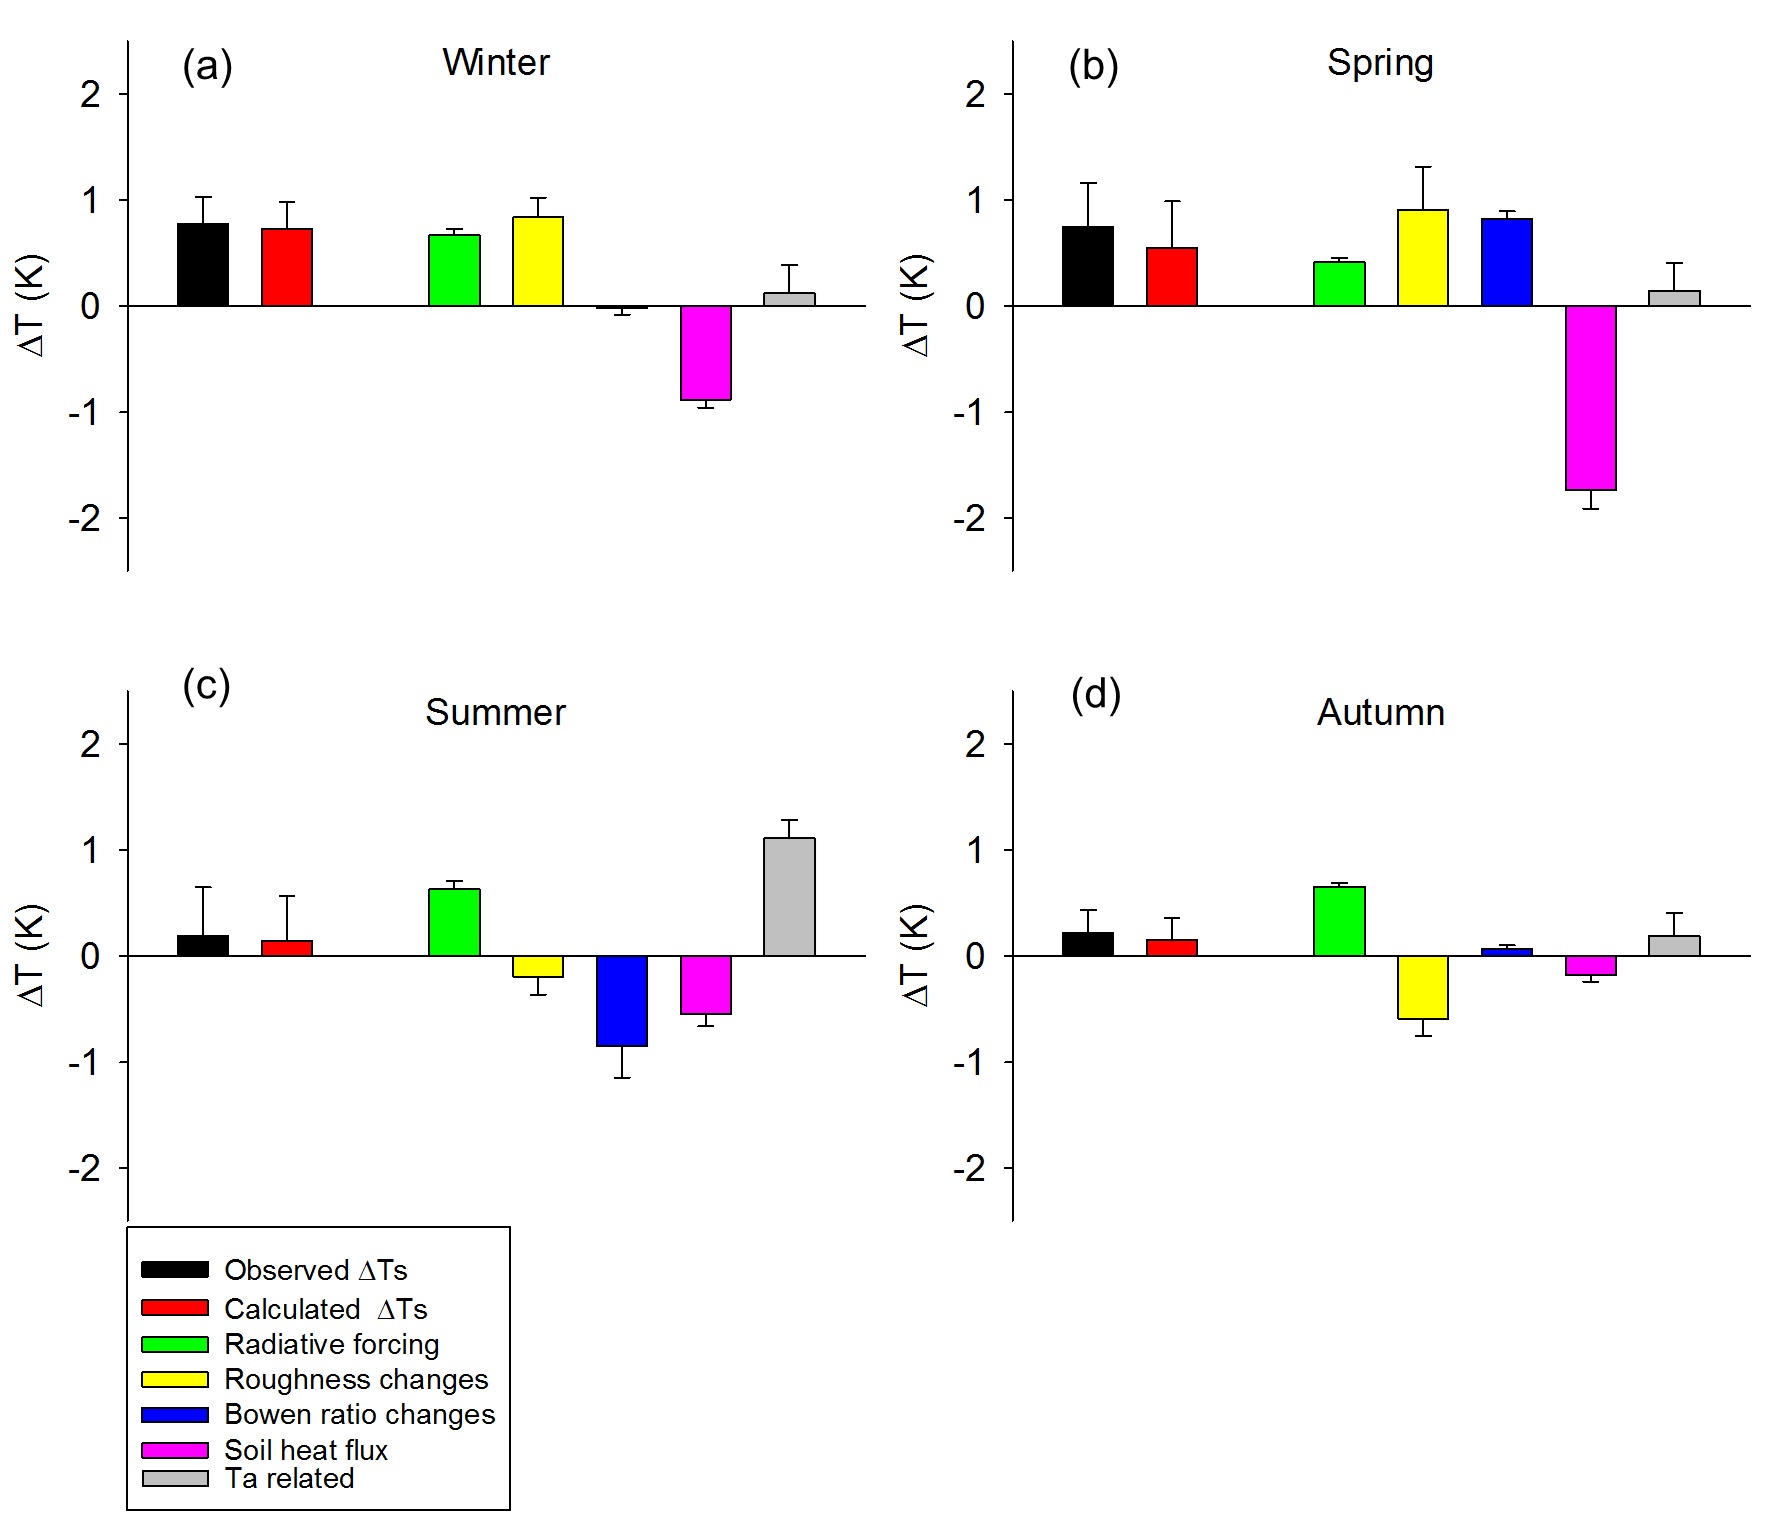 (a)
Winter
2
1
0
-1
-2
ΔT (K)
(b)
Spring
2
1
0
-1
-2
ΔT (K)
(c)
Summer
2
1
0
-1
-2
ΔT (K)
(d)
Autumn
2
1
0
-1
-2
ΔT (K)
Observed ΔTs
Calculated ΔTs
Radiative forcing
Roughness changes
Bowen ratio changes
Soil heat flux
Ta related